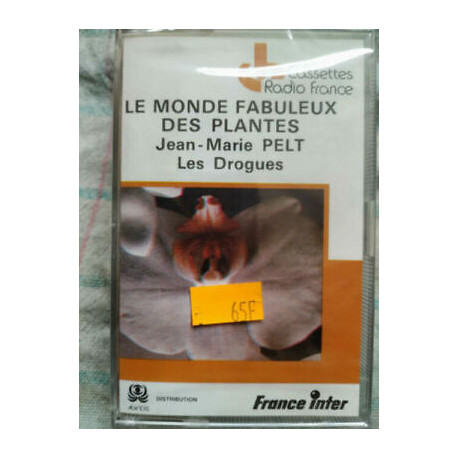 Cassettes
Radio France
LE MONDE FABULEUX
DES PLANTES
Jean-Marie PELT
Les Drogues
65F
DISTRIBUTION
France Inter